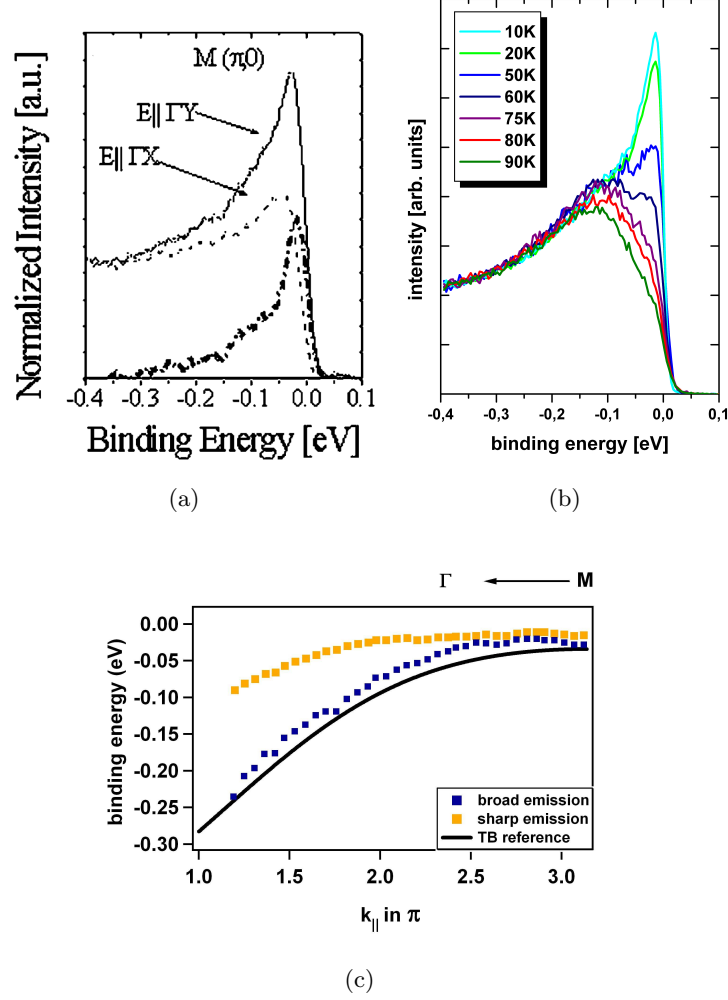 M (π,0)
E|| ΓY
E|| ΓX
Normalized Intensity [a.u.]
-0.4 -0.3 -0.2 -0.1 0.0 0.1
Binding Energy [eV]
(a)
10K
20K
50K
60K
75K
80K
90K
intensity [arb. units]
-0,4 -0,3 -0,2 -0,1 0,0 0,1
binding energy [eV]
(b)
Γ M
0.00
-0.05
-0.10
-0.15
-0.20
-0.25
-0.30
binding energy (eV)
broad emission
sharp emission
TB reference
1.0 1.5 2.0 2.5 3.0
k|| in π
(c)